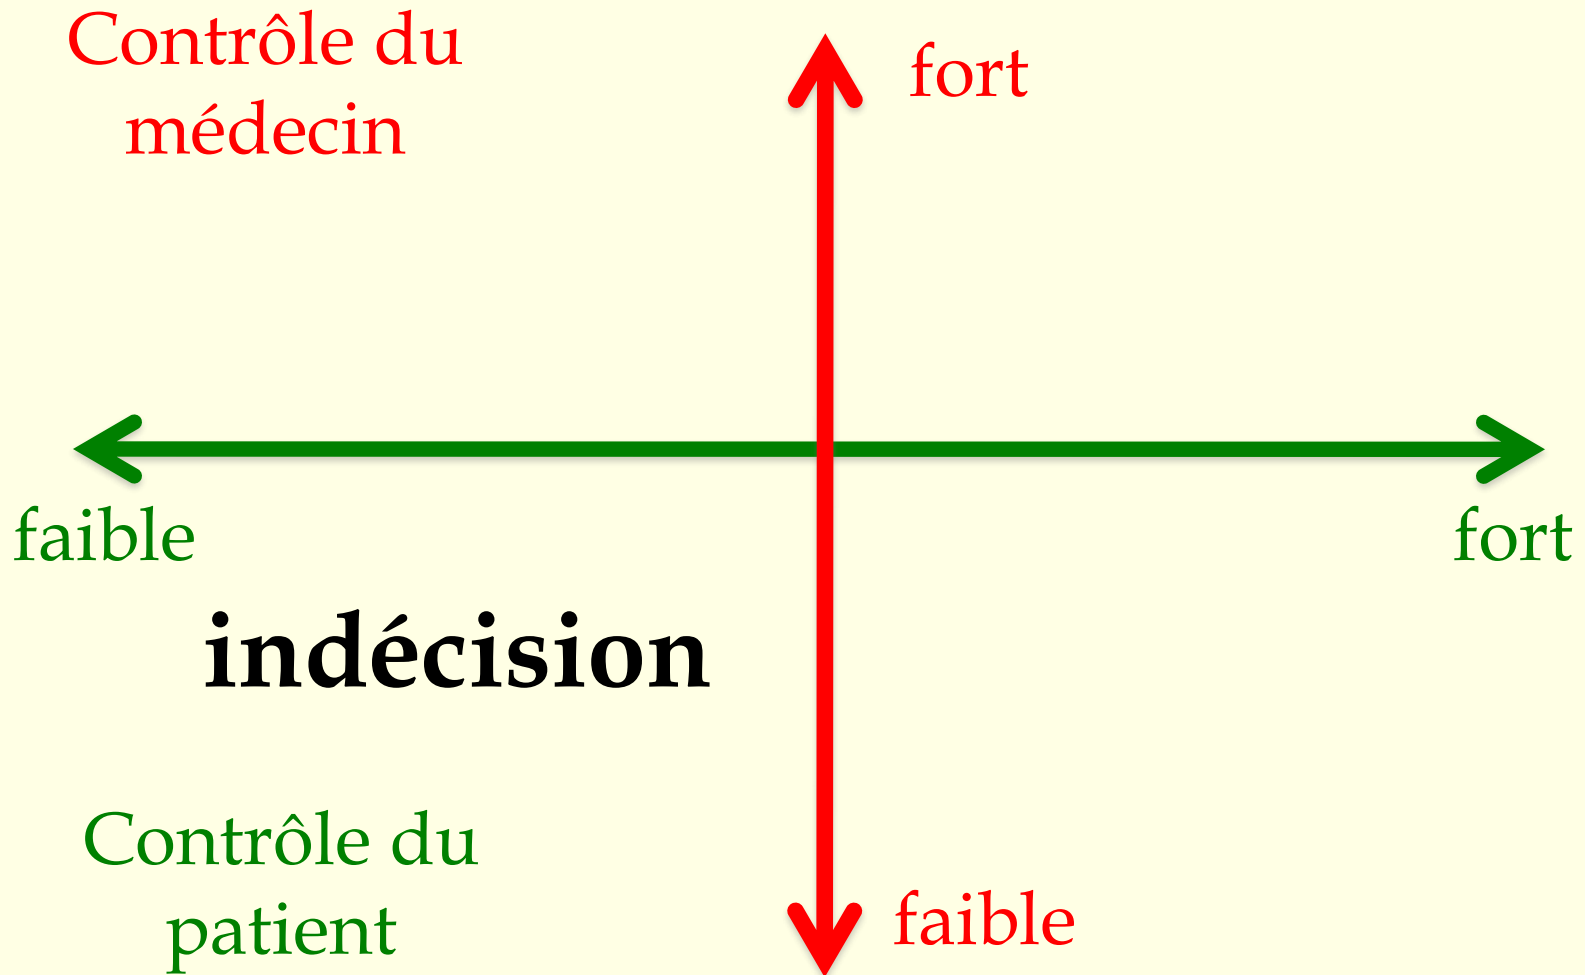 Contrôle du
médecin
fort
faible
fort
indécision
Contrôle du
patient
faible